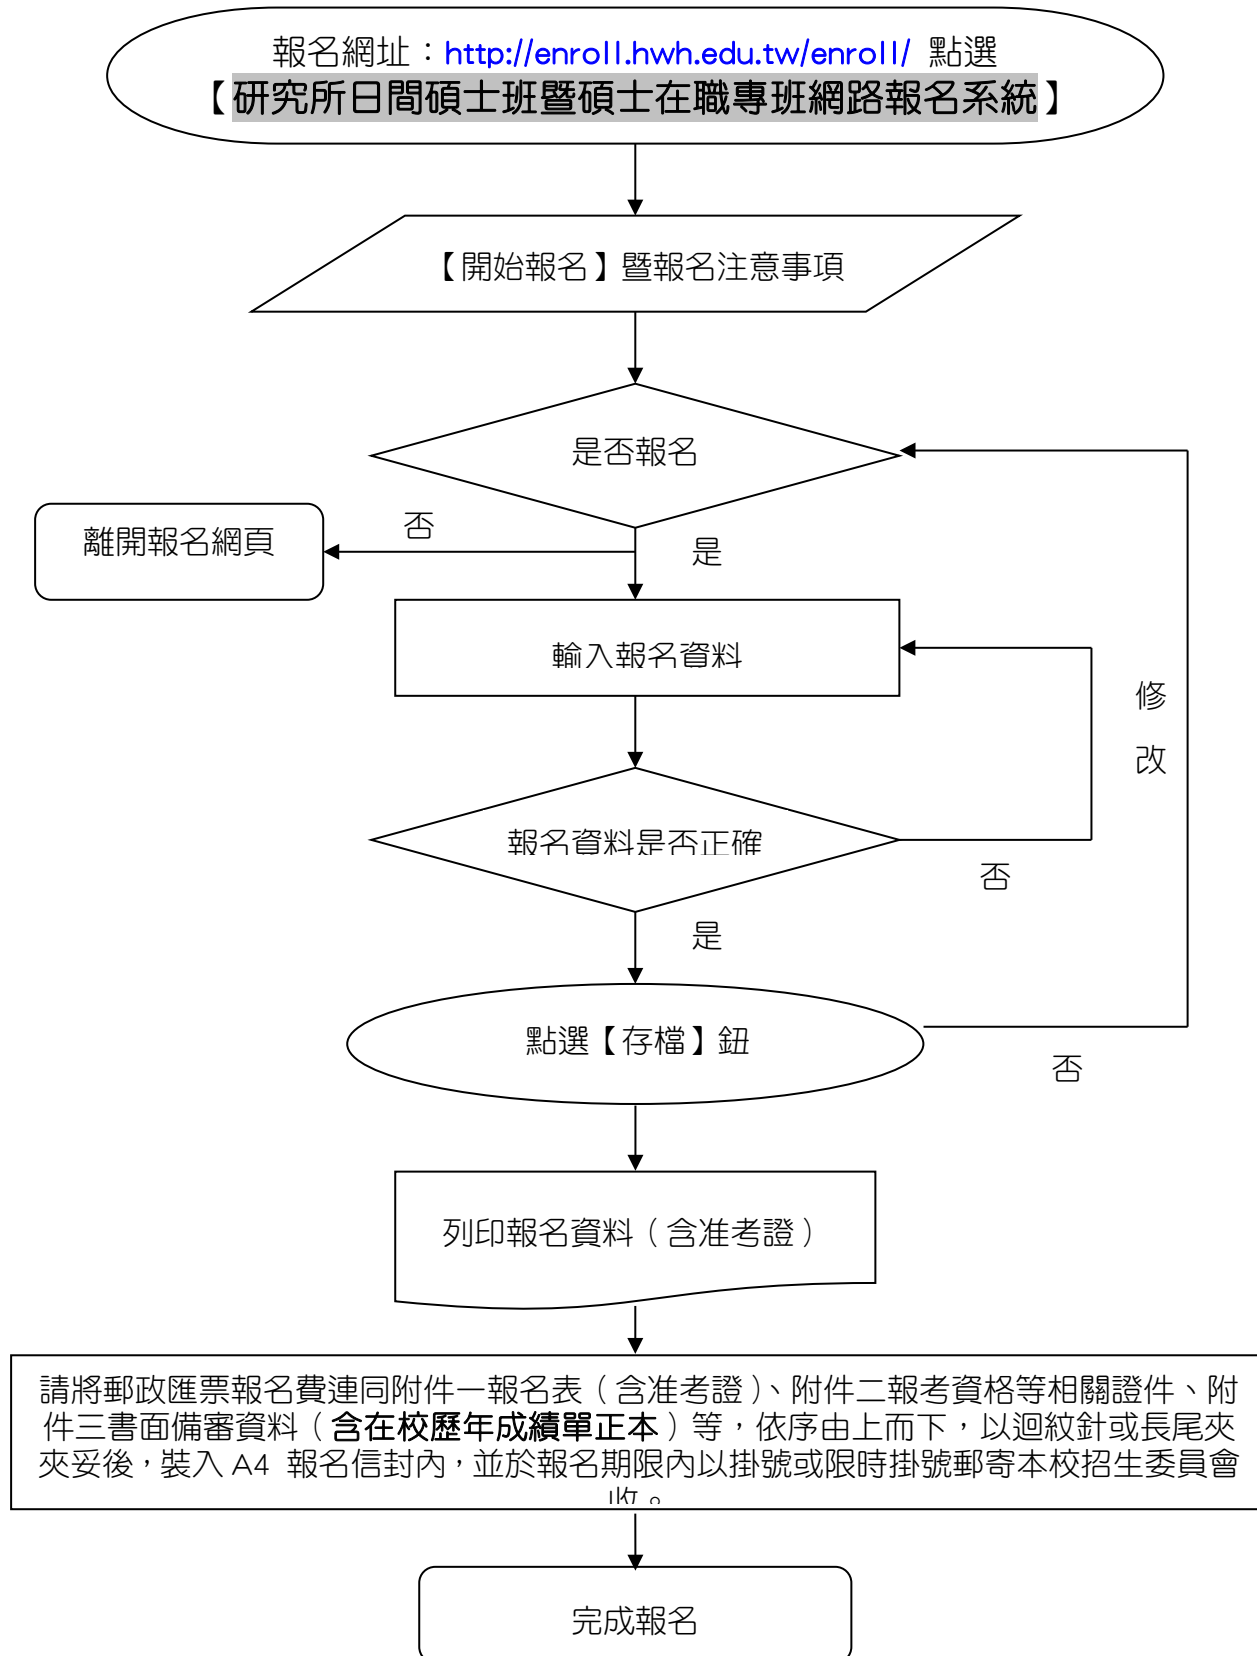 報名網址：http://enroll.hwh.edu.tw/enroll/ 點選
【研究所日間碩士班暨碩士在職專班網路報名系統】
【開始報名】暨報名注意事項
是否報名
否
離開報名網頁
是
輸入報名資料
修
改
報名資料是否正確
否
是
點選【存檔】鈕
否
列印報名資料（含准考證）
請將郵政匯票報名費連同附件一報名表（含准考證）、附件二報考資格等相關證件、附
件三書面備審資料（含在校歷年成績單正本）等，依序由上而下，以迴紋針或長尾夾
夾妥後，裝入 A4 報名信封內，並於報名期限內以掛號或限時掛號郵寄本校招生委員會
收。
完成報名